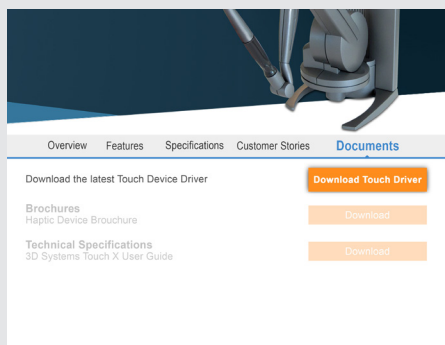 Overview Features Specifications Customer Stories Documents
Download the latest Touch Device Driver Download Touch Driver
Brochures
Haptic Device Brouchure Download
Technical Specifications
3D Systems Touch X User Guide Download